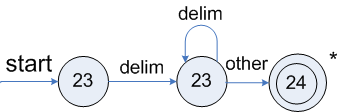 delim
start
delim
other
*
23
23
24